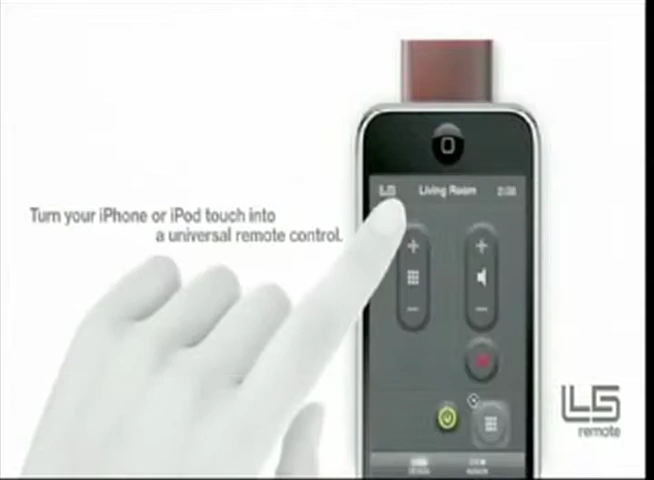 L5 Living Room
Turn your iPhone or iPod touch into
a universal remote control.
L5
remote